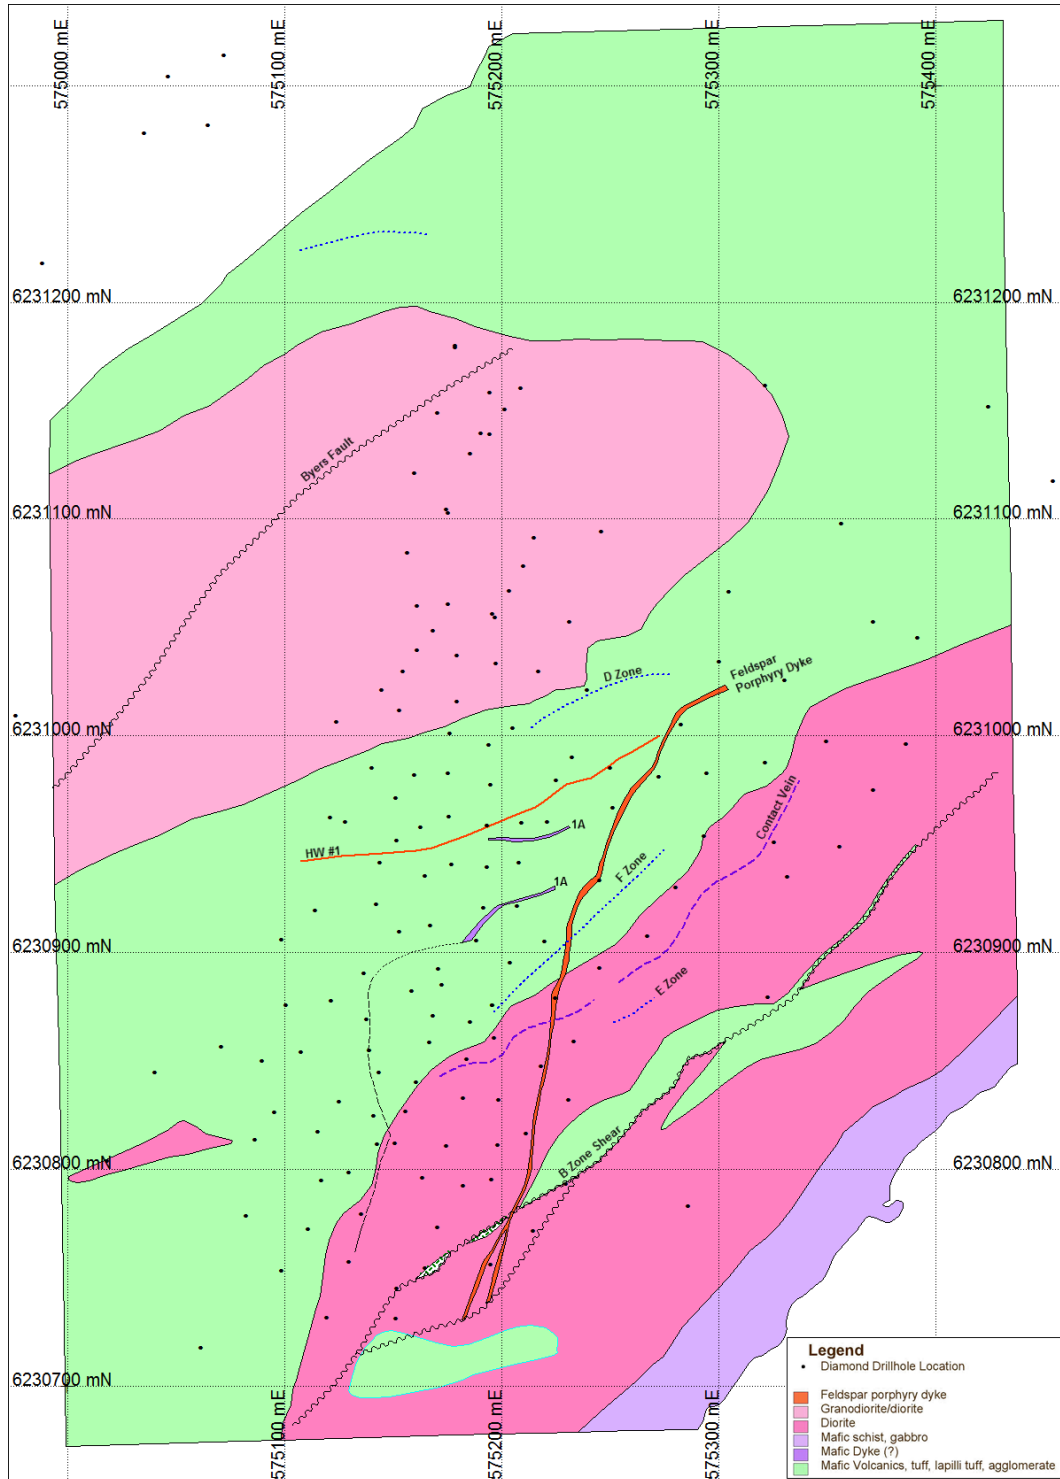 575000 mE
575100 mE
575200 mE
575300 mE
575400 mE
6231200 mN
6231200 mN
Byers Fault
6231100 mN
6231100 mN
D Zone
Feldspar
Porphyry Dyke
6231000 mN
6231000 mN
Contact Vein
1A
HW #1
F Zone
1A
6230900 mN
6230900 mN
E Zone
B Zone Shear
6230800 mN
6230800 mN
6230700 mN
575100 mE
575200 mE
575300 mE
Legend
Diamond Drillhole Location
Feldspar porphyry dyke
Granodiorite/diorite
Diorite
Mafic schist, gabbro
Mafic Dyke (?)
Mafic Volcanics, tuff, lapilli tuff, agglomerate